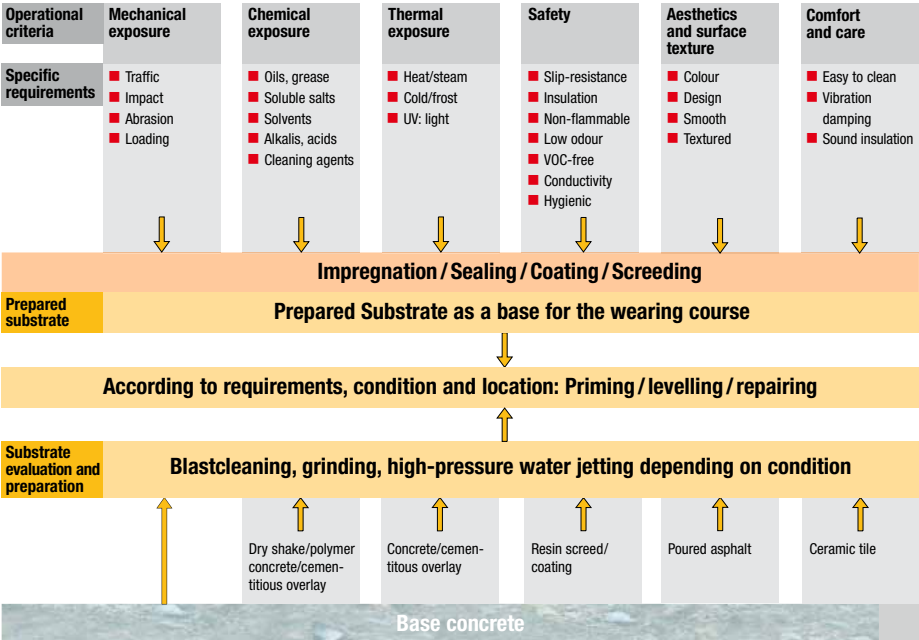 Operational
criteria
Mechanical
exposure
Chemical
exposure
Thermal
exposure
Safety
Aesthetics
and surface
texture
Comfort
and care
Specific
requirements
Traffic
Impact
Abrasion
Loading
Oils, grease
Soluble salts
Solvents
Alkalis, acids
Cleaning agents
Heat/steam
Cold/frost
UV: light
Slip-resistance
Insulation
Non-flammable
Low odour
VOC-free
Conductivity
Hygienic
Colour
Design
Smooth
Textured
Easy to clean
Vibration
damping
Sound insulation
Impregnation / Sealing / Coating / Screeding
Prepared
substrate
Prepared Substrate as a base for the wearing course
According to requirements, condition and location: Priming / levelling / repairing
Substrate
evaluation and
preparation
Blastcleaning, grinding, high-pressure water jetting depending on condition
Dry shake/polymer
concrete/cemen-
titious overlay
Concrete/cemen-
titious overlay
Resin screed/
coating
Poured asphalt
Ceramic tile
Base concrete